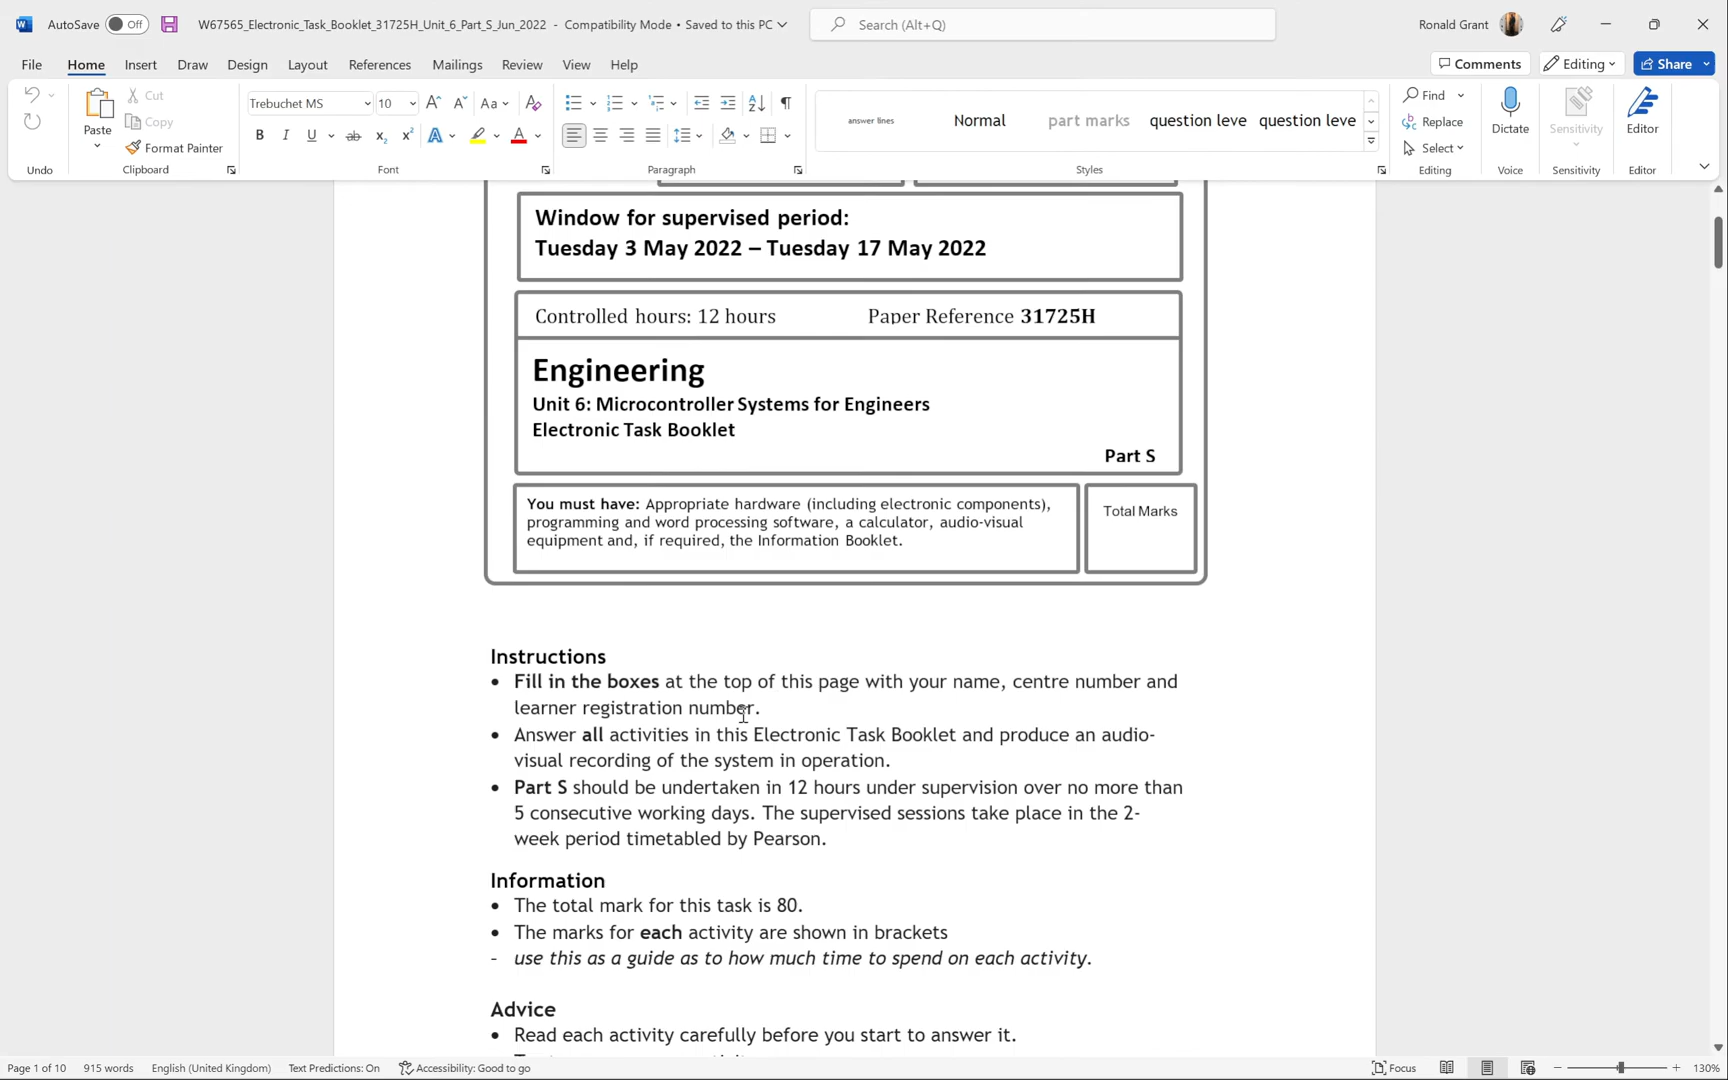 AutoSave Off W67565_Electronic_Task_Booklet_31725H_Unit_6_Part_S_Jun_2022 - Compatibility Mode • Saved to this PC Search (Alt+Q) Ronald Grant
File Home Insert Draw Design Layout References Mailings Review View Help Comments Editing Share
Paste Cut
Copy
Format Painter
Trebuchet MS 10 Aa
B I U ab x₂ x² A A
answer lines Normal part marks question leve question leve
Find
Replace
Select
Dictate Sensitivity Editor
Undo Clipboard Font Paragraph Styles Editing Voice Sensitivity Editor
Window for supervised period:
Tuesday 3 May 2022 – Tuesday 17 May 2022
Controlled hours: 12 hours Paper Reference 31725H
Engineering
Unit 6: Microcontroller Systems for Engineers
Electronic Task Booklet
Part S
You must have: Appropriate hardware (including electronic components),
programming and word processing software, a calculator, audio-visual
equipment and, if required, the Information Booklet.
Total Marks
Instructions
• Fill in the boxes at the top of this page with your name, centre number and
learner registration number.
• Answer all activities in this Electronic Task Booklet and produce an audio-
visual recording of the system in operation.
• Part S should be undertaken in 12 hours under supervision over no more than
5 consecutive working days. The supervised sessions take place in the 2-
week period timetabled by Pearson.
Information
• The total mark for this task is 80.
• The marks for each activity are shown in brackets
- use this as a guide as to how much time to spend on each activity.
Advice
• Read each activity carefully before you start to answer it.
Page 1 of 10 915 words English (United Kingdom) Text Predictions: On Accessibility: Good to go Focus 130%